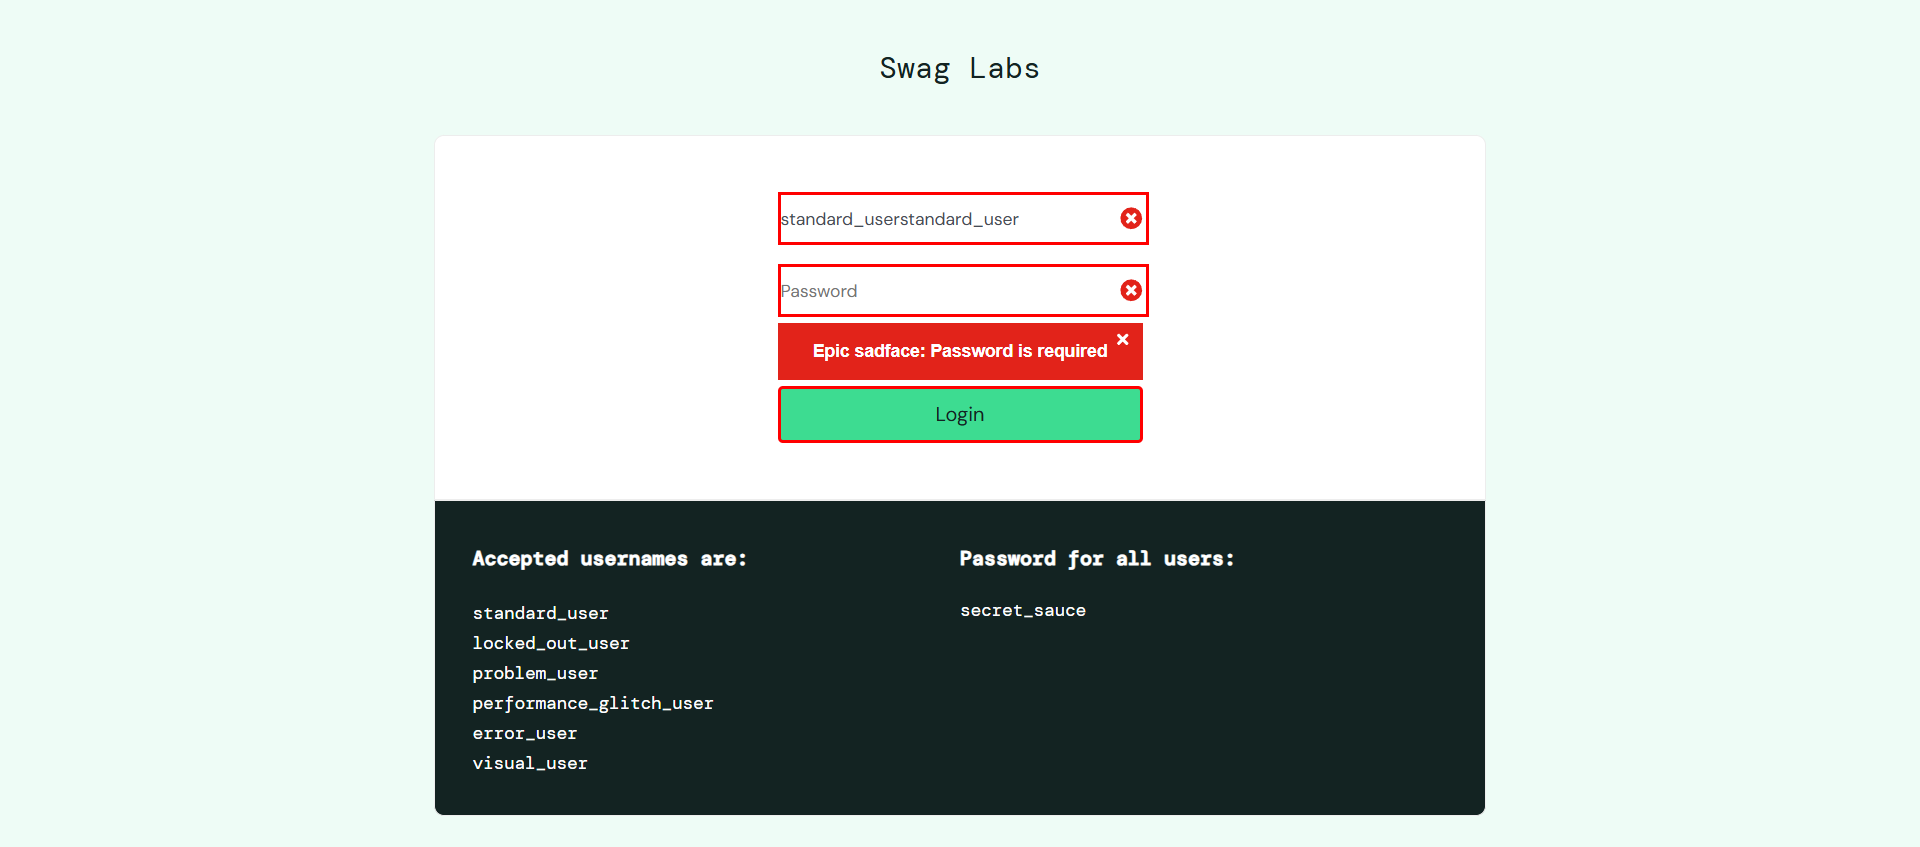 Swag Labs
standard_userstandard_user
Password
Epic sadface: Password is required
Login
Accepted usernames are:
standard_user
locked_out_user
problem_user
performance_glitch_user
error_user
visual_user
Password for all users:
secret_sauce